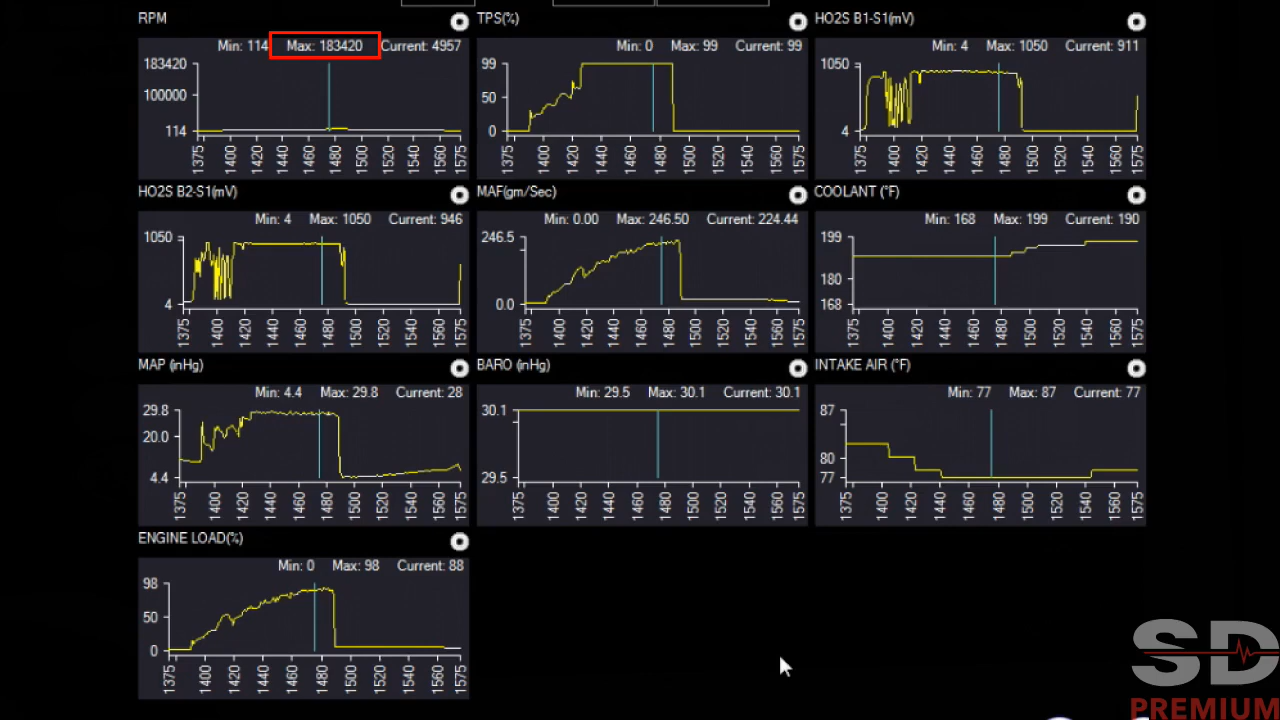 RPM
Min: 114 Max: 183420 Current: 4957
183420
100000
114
1375 1400 1420 1440 1460 1480 1500 1520 1540 1560 1575
TPS(%)
Min: 0 Max: 99 Current: 99
99
50
0
1375 1400 1420 1440 1460 1480 1500 1520 1540 1560 1575
HO2S B1-S1(mV)
Min: 4 Max: 1050 Current: 911
1050
4
1375 1400 1420 1440 1460 1480 1500 1520 1540 1560 1575
HO2S B2-S1(mV)
Min: 4 Max: 1050 Current: 946
1050
4
1375 1400 1420 1440 1460 1480 1500 1520 1540 1560 1575
MAF(gm/Sec)
Min: 0.00 Max: 246.50 Current: 224.44
246.5
0.0
1375 1400 1420 1440 1460 1480 1500 1520 1540 1560 1575
COOLANT (°F)
Min: 168 Max: 199 Current: 190
199
180
168
1375 1400 1420 1440 1460 1480 1500 1520 1540 1560 1575
MAP (inHg)
Min: 4.4 Max: 29.8 Current: 28
29.8
20.0
4.4
1375 1400 1420 1440 1460 1480 1500 1520 1540 1560 1575
BARO (inHg)
Min: 29.5 Max: 30.1 Current: 30.1
30.1
29.5
1375 1400 1420 1440 1460 1480 1500 1520 1540 1560 1575
INTAKE AIR (°F)
Min: 77 Max: 87 Current: 77
87
80
77
1375 1400 1420 1440 1460 1480 1500 1520 1540 1560 1575
ENGINE LOAD(%)
Min: 0 Max: 98 Current: 88
98
50
0
1375 1400 1420 1440 1460 1480 1500 1520 1540 1560 1575
SD
PREMIUM